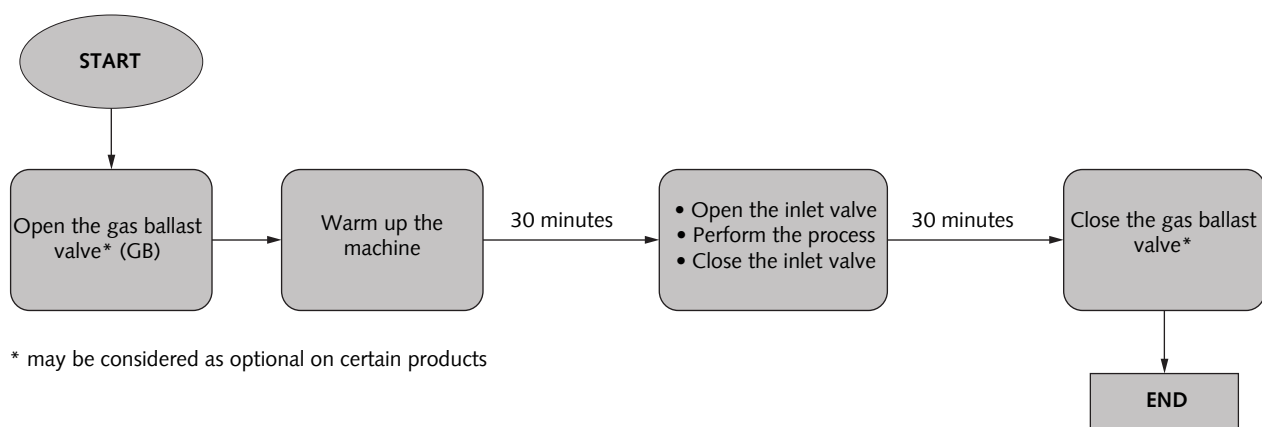 START
Open the gas ballast
valve* (GB)
Warm up the
machine
30 minutes
• Open the inlet valve
• Perform the process
• Close the inlet valve
30 minutes
Close the gas ballast
valve*
* may be considered as optional on certain products
END